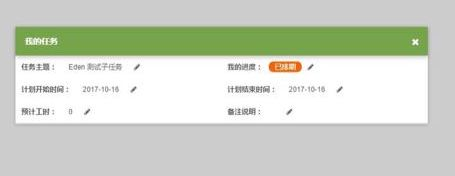 我的任务
任务主题： Eden 测试子任务 我的进度： 已逾期
计划开始时间： 2017-10-16 计划结束时间： 2017-10-16
预计工时： 0 备注说明：